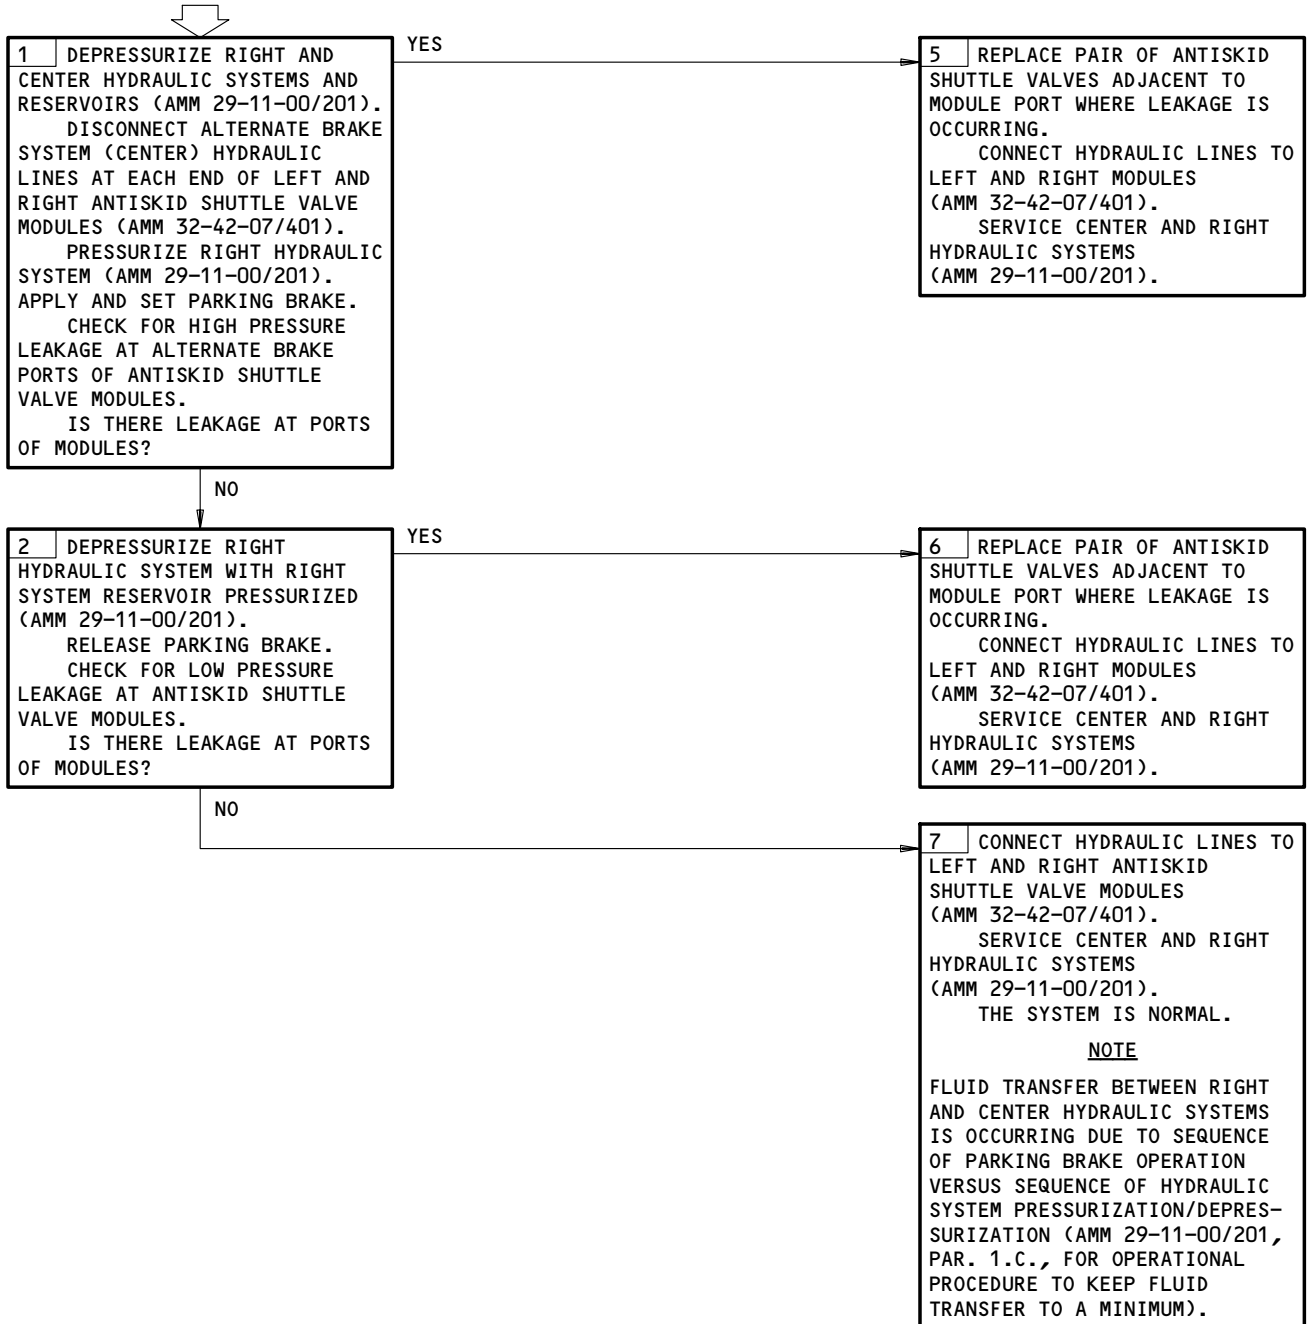 1 DEPRESSURIZE RIGHT AND
CENTER HYDRAULIC SYSTEMS AND
RESERVOIRS (AMM 29-11-00/201).
DISCONNECT ALTERNATE BRAKE
SYSTEM (CENTER) HYDRAULIC
LINES AT EACH END OF LEFT AND
RIGHT ANTISKID SHUTTLE VALVE
MODULES (AMM 32-42-07/401).
PRESSURIZE RIGHT HYDRAULIC
SYSTEM (AMM 29-11-00/201).
APPLY AND SET PARKING BRAKE.
CHECK FOR HIGH PRESSURE
LEAKAGE AT ALTERNATE BRAKE
PORTS OF ANTISKID SHUTTLE
VALVE MODULES.
IS THERE LEAKAGE AT PORTS
OF MODULES?
YES
5 REPLACE PAIR OF ANTISKID
SHUTTLE VALVES ADJACENT TO
MODULE PORT WHERE LEAKAGE IS
OCCURRING.
CONNECT HYDRAULIC LINES TO
LEFT AND RIGHT MODULES
(AMM 32-42-07/401).
SERVICE CENTER AND RIGHT
HYDRAULIC SYSTEMS
(AMM 29-11-00/201).
NO
2 DEPRESSURIZE RIGHT
HYDRAULIC SYSTEM WITH RIGHT
SYSTEM RESERVOIR PRESSURIZED
(AMM 29-11-00/201).
RELEASE PARKING BRAKE.
CHECK FOR LOW PRESSURE
LEAKAGE AT ANTISKID SHUTTLE
VALVE MODULES.
IS THERE LEAKAGE AT PORTS
OF MODULES?
YES
6 REPLACE PAIR OF ANTISKID
SHUTTLE VALVES ADJACENT TO
MODULE PORT WHERE LEAKAGE IS
OCCURRING.
CONNECT HYDRAULIC LINES TO
LEFT AND RIGHT MODULES
(AMM 32-42-07/401).
SERVICE CENTER AND RIGHT
HYDRAULIC SYSTEMS
(AMM 29-11-00/201).
NO
7 CONNECT HYDRAULIC LINES TO
LEFT AND RIGHT ANTISKID
SHUTTLE VALVE MODULES
(AMM 32-42-07/401).
SERVICE CENTER AND RIGHT
HYDRAULIC SYSTEMS
(AMM 29-11-00/201).
THE SYSTEM IS NORMAL.
NOTE
FLUID TRANSFER BETWEEN RIGHT
AND CENTER HYDRAULIC SYSTEMS
IS OCCURRING DUE TO SEQUENCE
OF PARKING BRAKE OPERATION
VERSUS SEQUENCE OF HYDRAULIC
SYSTEM PRESSURIZATION/DEPRES-
SURIZATION (AMM 29-11-00/201,
PAR. 1.C., FOR OPERATIONAL
PROCEDURE TO KEEP FLUID
TRANSFER TO A MINIMUM).